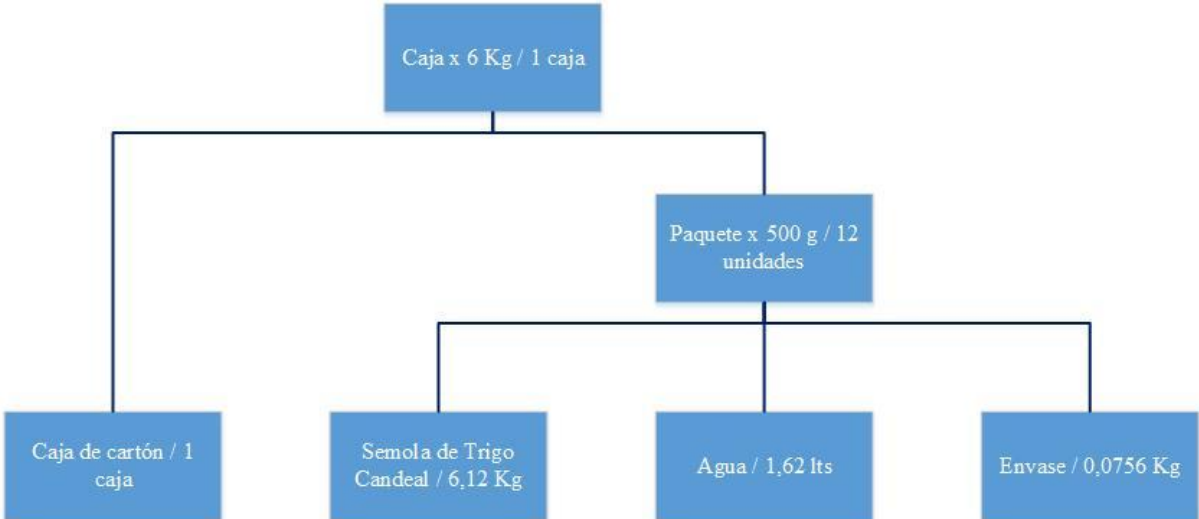 Caja x 6 Kg / 1 caja
Paquete x 500 g / 12
unidades
Caja de cartón / 1
caja
Semola de Trigo
Candeal / 6,12 Kg
Agua / 1,62 lts
Envase / 0,0756 Kg